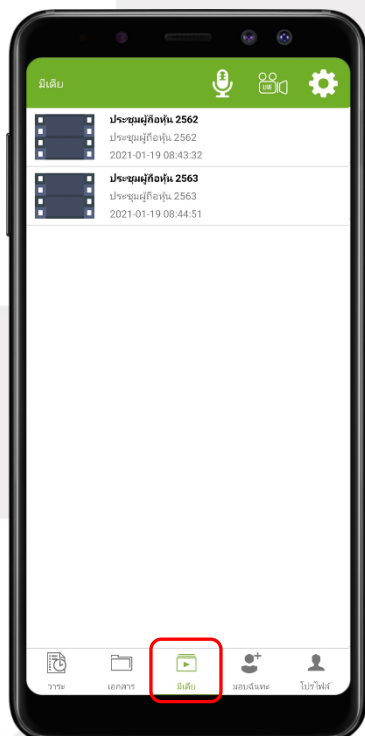 มีเดีย
LIVE
ประชุมผู้ถือหุ้น 2562
ประชุมผู้ถือหุ้น 2562
2021-01-19 08:43:32
ประชุมผู้ถือหุ้น 2563
ประชุมผู้ถือหุ้น 2563
2021-01-19 08:44:51
วาระ เอกสาร มีเดีย มอบฉันทะ โปรไฟล์